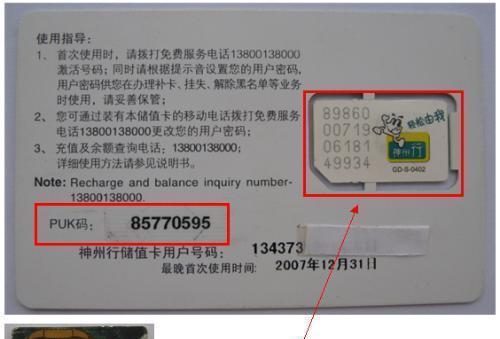 使用指导:
1、 首次使用时，请拨打免费服务电话13800138000
激活号码；同时请根据提示音设置您的用户密码，
用户密码供您在办理补卡、挂失、解除黑名单等业务
时使用，请妥善保管；
2、 您可通过装有本储值卡的移动电话拨打免费服务
电话13800138000更改您的用户密码；
3、 充值及余额查询电话：13800138000；
详细使用方法请参见说明书。
Note: Recharge and balance inquiry number-
13800138000.
PUK码: 85770595
神州行储值卡用户号码: 134373
最晚首次使用时间: 2007年12月31日
89860
00719
06181
49934
轻松由我
神州行
GD-S-0402